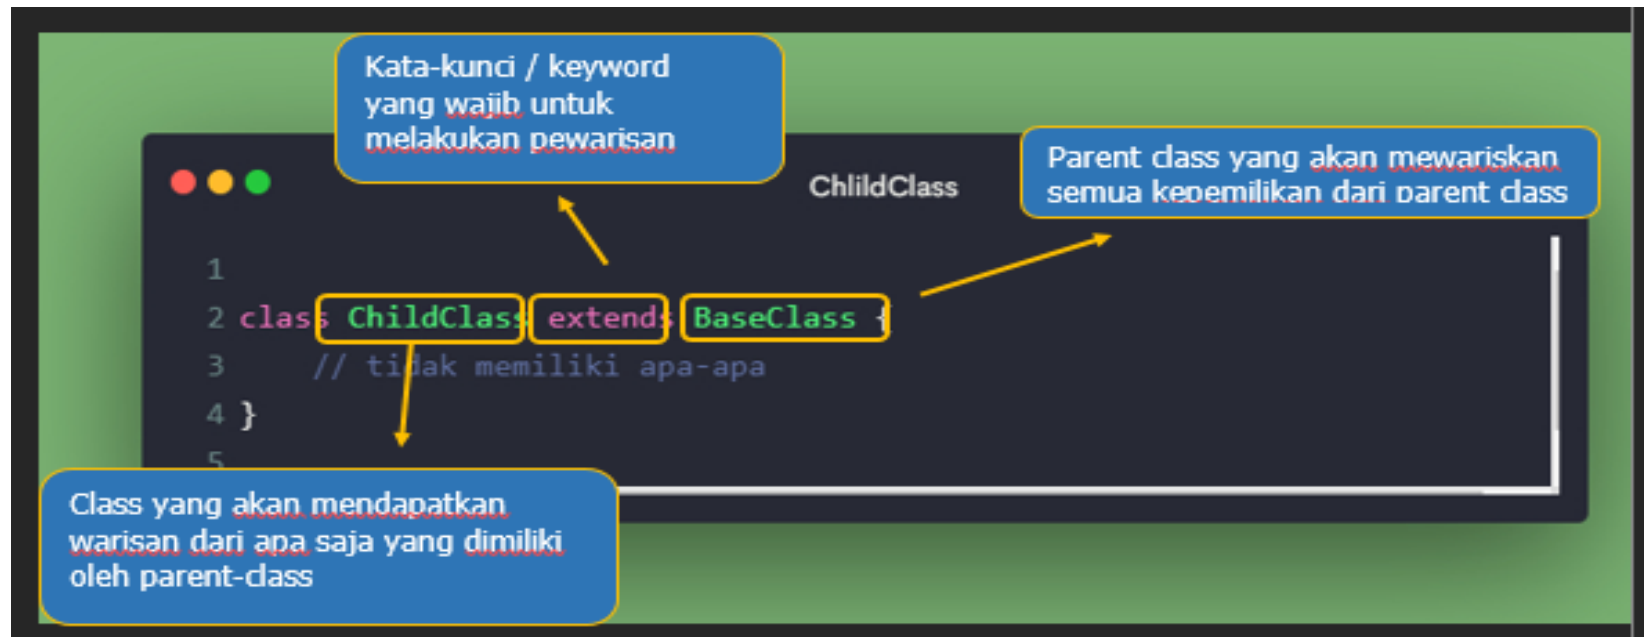 Kata-kunci / keyword
yang wajib untuk
melakukan pewarisan
Parent class yang akan mewariskan
semua kepemilikan dari parent class
ChlildClass
1
2 class ChildClass extends BaseClass {
3 // tidak memiliki apa-apa
4 }
5
Class yang akan mendapatkan
warisan dari apa saja yang dimiliki
oleh parent-class